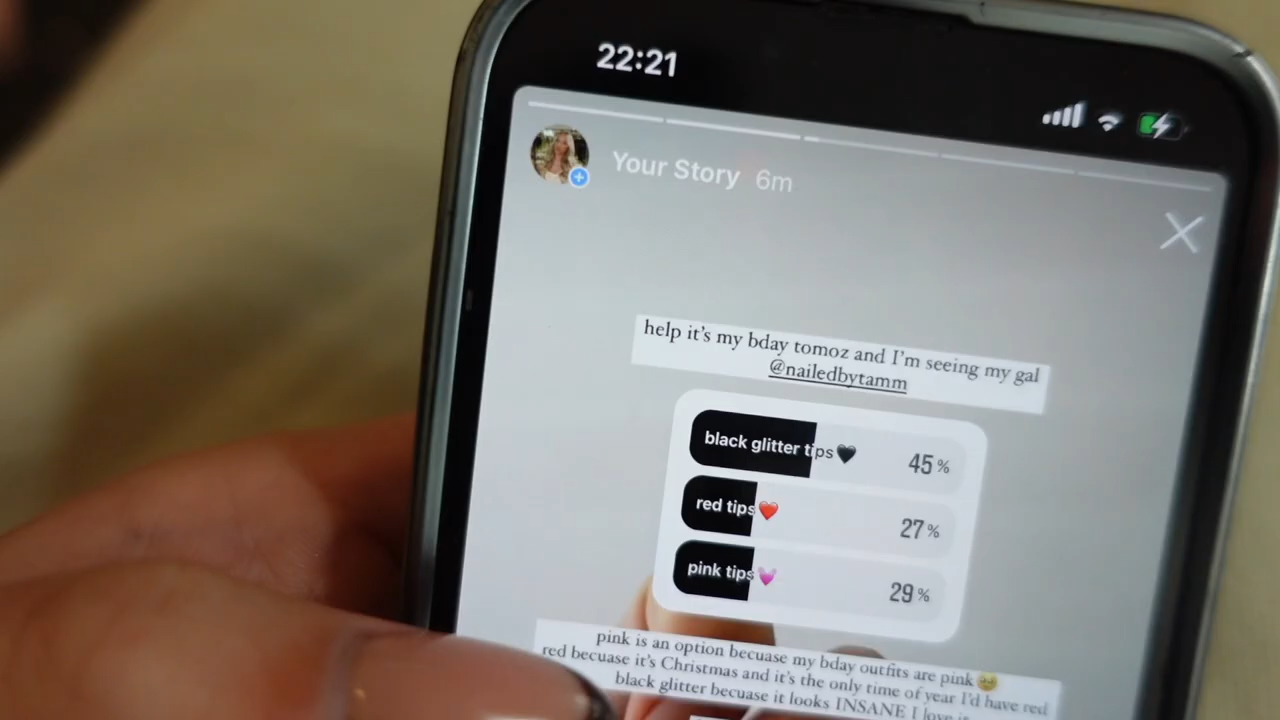 22:21
Your Story 6m
help it's my bday tomoz and I'm seeing my gal
@nailedbytamm
black glitter tips🖤 45%
red tips❤️ 27%
pink tips💓 29%
pink is an option becuase my bday outfits are pink🥹
red becuase it's Christmas and it's the only time of year I'd have red
black glitter becuase it looks INSANE I love